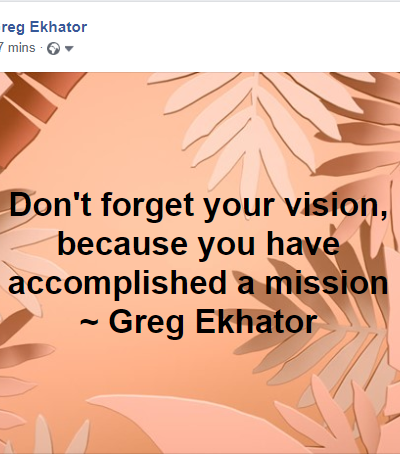 reg Ekhator
7 mins ·
Don't forget your vision,
because you have
accomplished a mission
~ Greg Ekhator